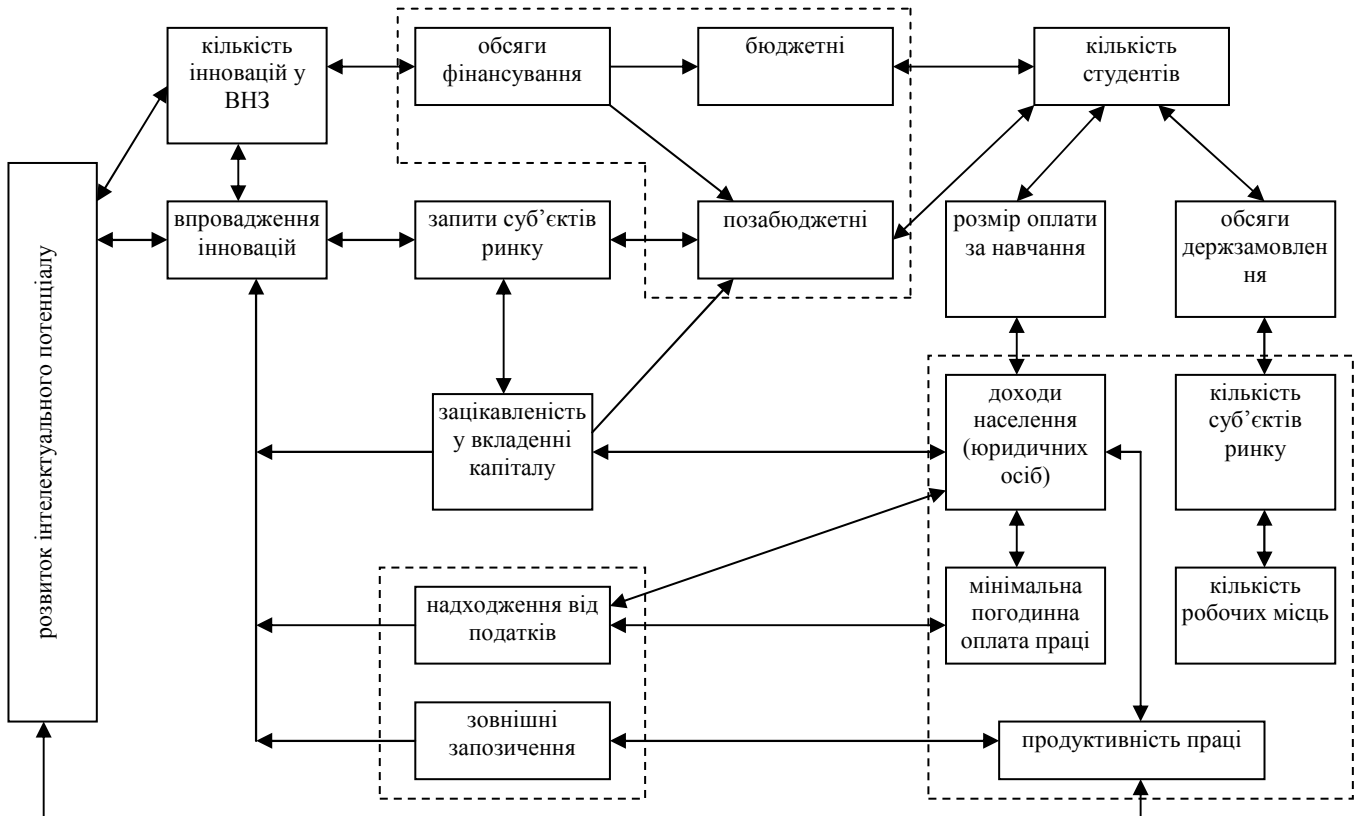 кількість
інновацій у
ВНЗ
обсяги
фінансування
бюджетні
кількість
студентів
розвиток інтелектуального потенціалу
впровадження
інновацій
запити суб’єктів
ринку
позабюджетні
розмір оплати
за навчання
обсяги
держзамовлен
ня
зацікавленість
у вкладенні
капіталу
доходи
населення
(юридичних
осіб)
кількість
суб’єктів
ринку
надходження від
податків
мінімальна
погодинна
оплата праці
кількість
робочих місць
зовнішні
запозичення
продуктивність праці